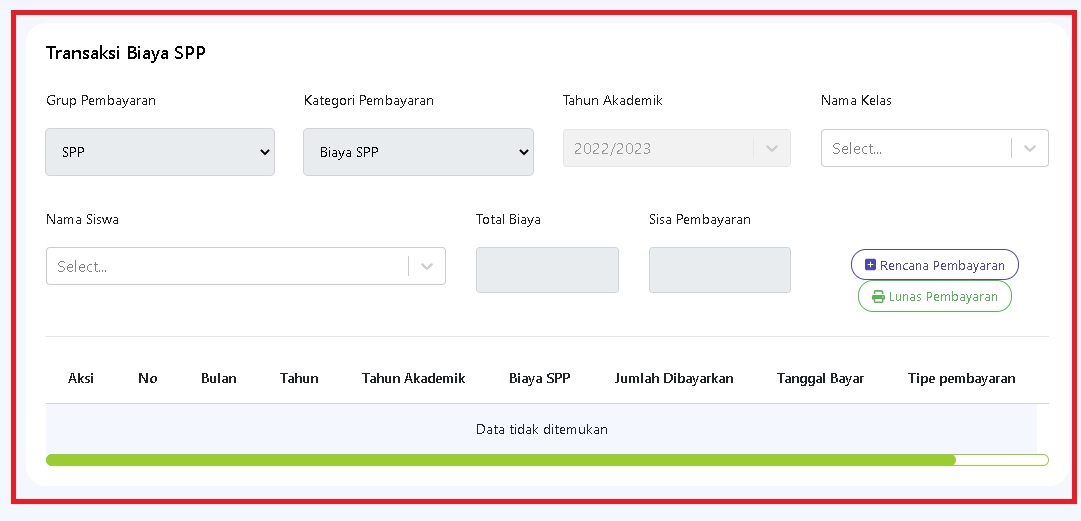 Transaksi Biaya SPP
Grup Pembayaran Kategori Pembayaran Tahun Akademik Nama Kelas
SPP Biaya SPP 2022/2023 Select...
Nama Siswa Total Biaya Sisa Pembayaran
Select...
Rencana Pembayaran
Lunas Pembayaran
Aksi No Bulan Tahun Tahun Akademik Biaya SPP Jumlah Dibayarkan Tanggal Bayar Tipe pembayaran
Data tidak ditemukan